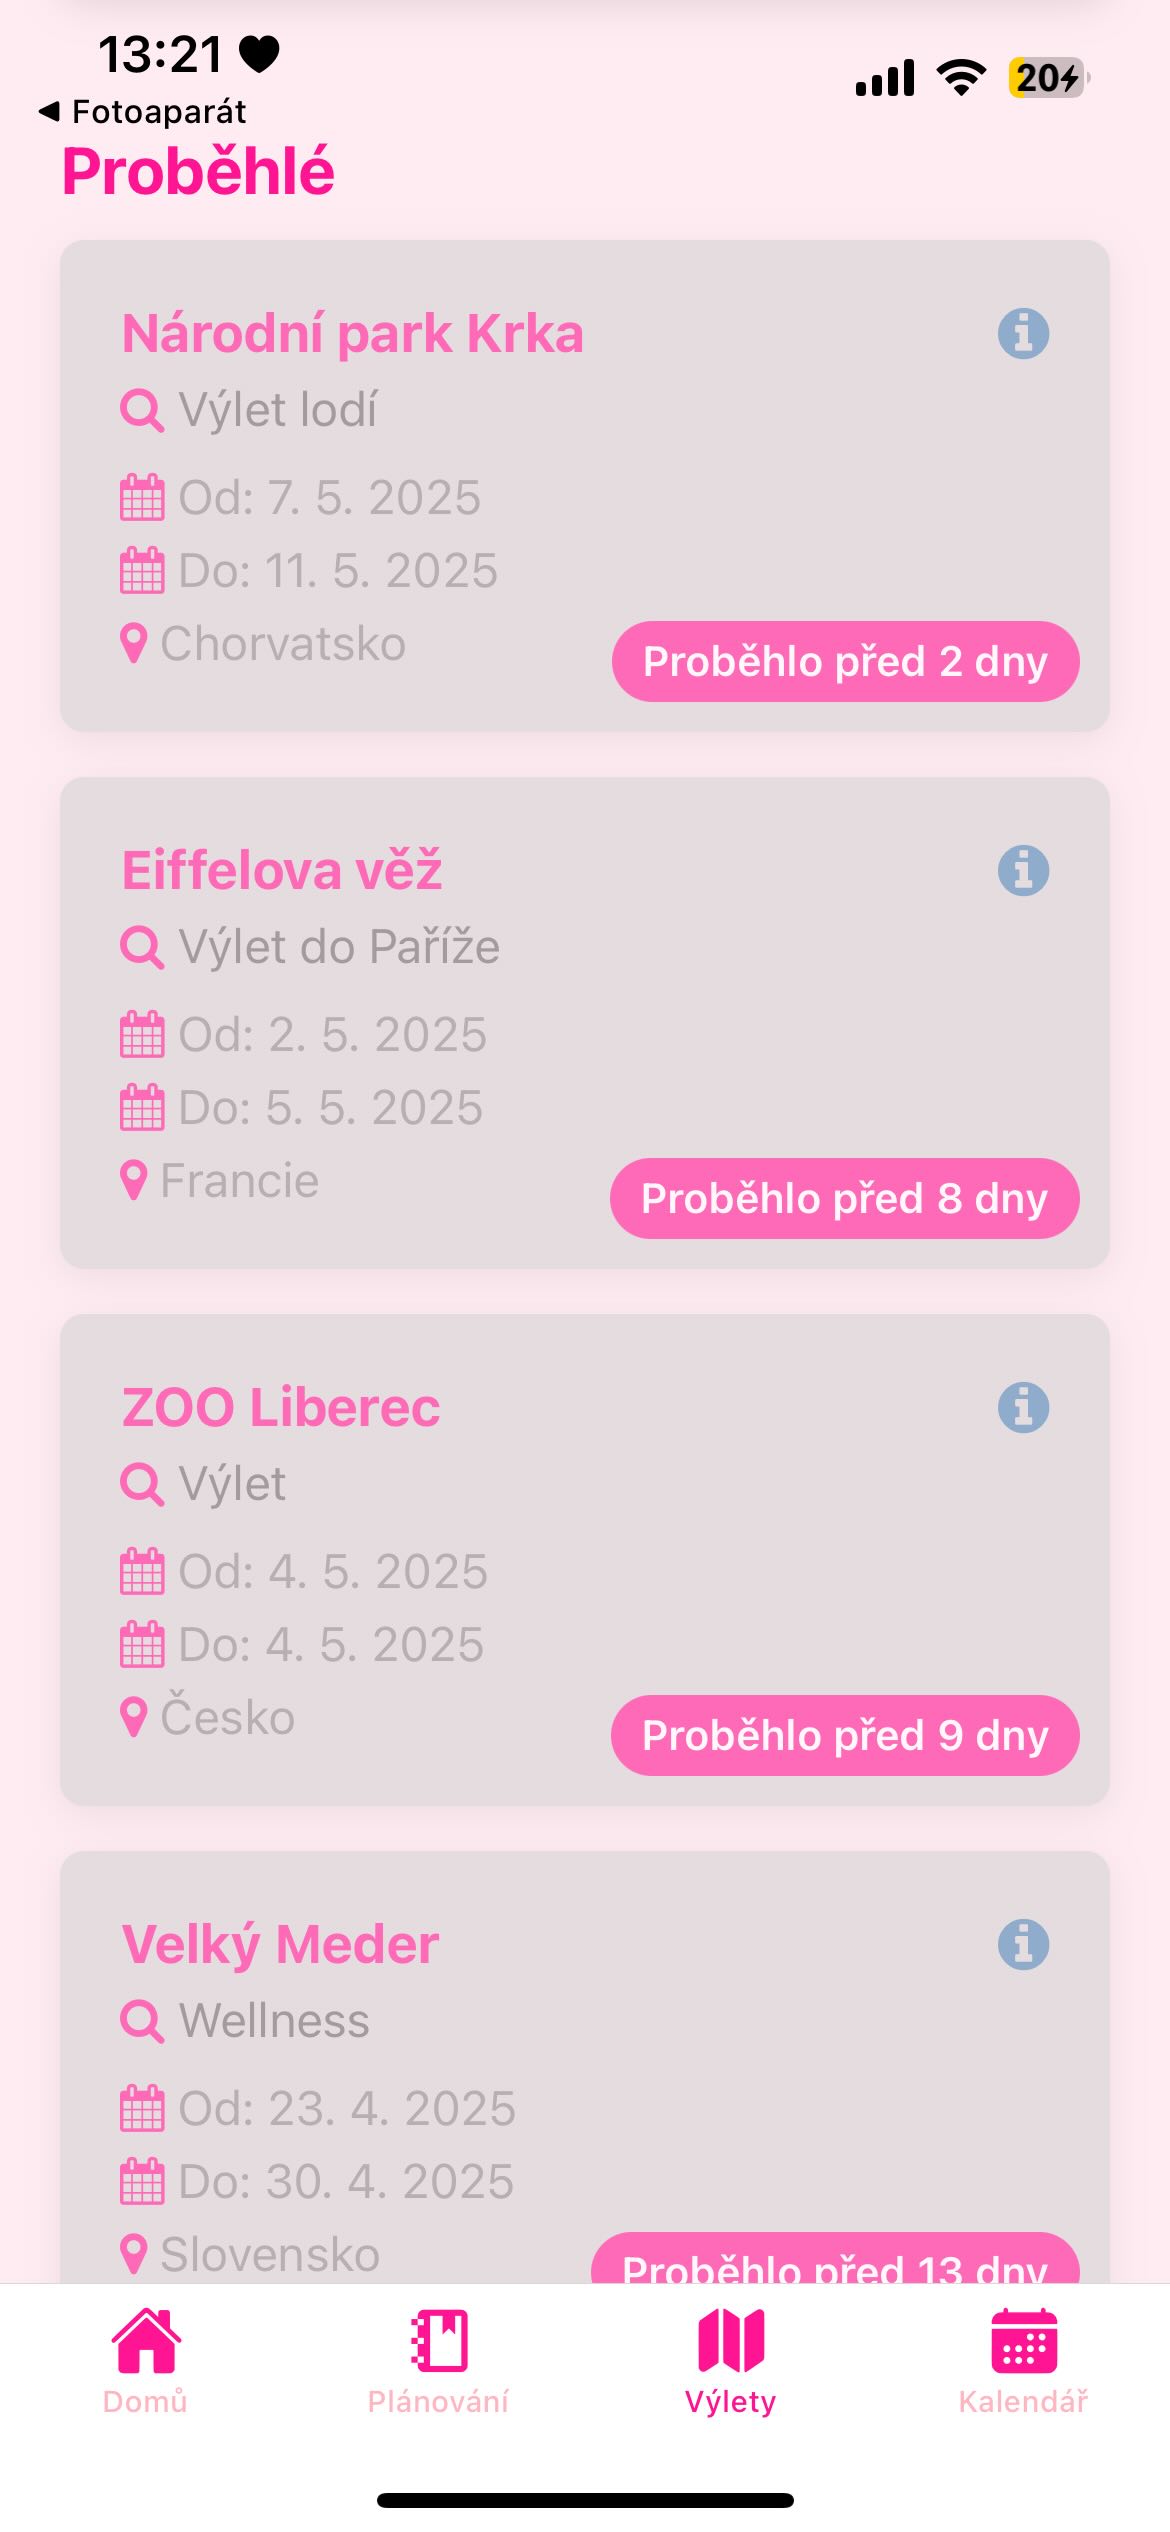 13:21
20
Fotoaparát
Proběhlé
Národní park Krka
Výlet lodí
Od: 7. 5. 2025
Do: 11. 5. 2025
Chorvatsko
Proběhlo před 2 dny
Eiffelova věž
Výlet do Paříže
Od: 2. 5. 2025
Do: 5. 5. 2025
Francie
Proběhlo před 8 dny
ZOO Liberec
Výlet
Od: 4. 5. 2025
Do: 4. 5. 2025
Česko
Proběhlo před 9 dny
Velký Meder
Wellness
Od: 23. 4. 2025
Do: 30. 4. 2025
Slovensko
Proběhlo před 13 dny
Domů
Plánování
Výlety
Kalendář